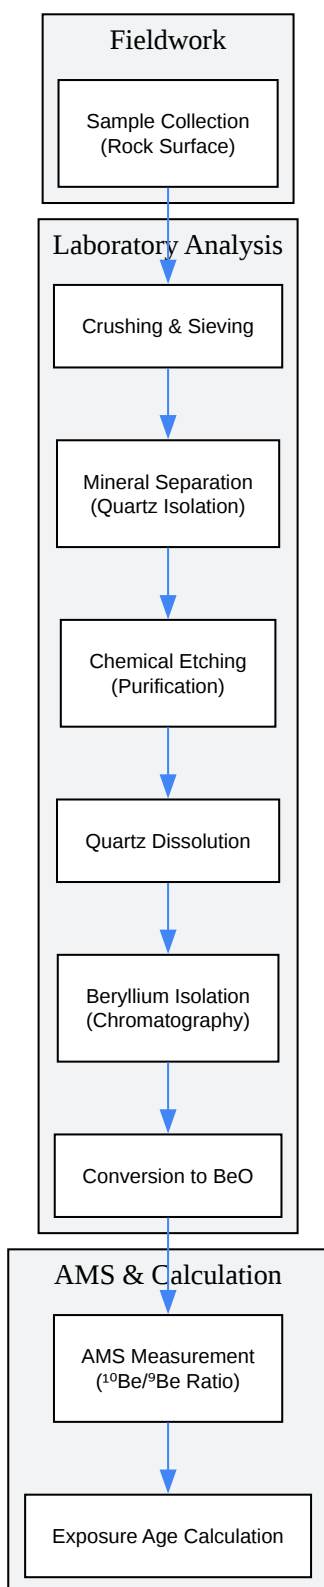 Fieldwork
Sample Collection
(Rock Surface)
Laboratory Analysis
Crushing & Sieving
Mineral Separation
(Quartz Isolation)
Chemical Etching
(Purification)
Quartz Dissolution
Beryllium Isolation
(Chromatography)
Conversion to BeO
AMS & Calculation
AMS Measurement
(¹⁰Be/⁹Be Ratio)
Exposure Age Calculation